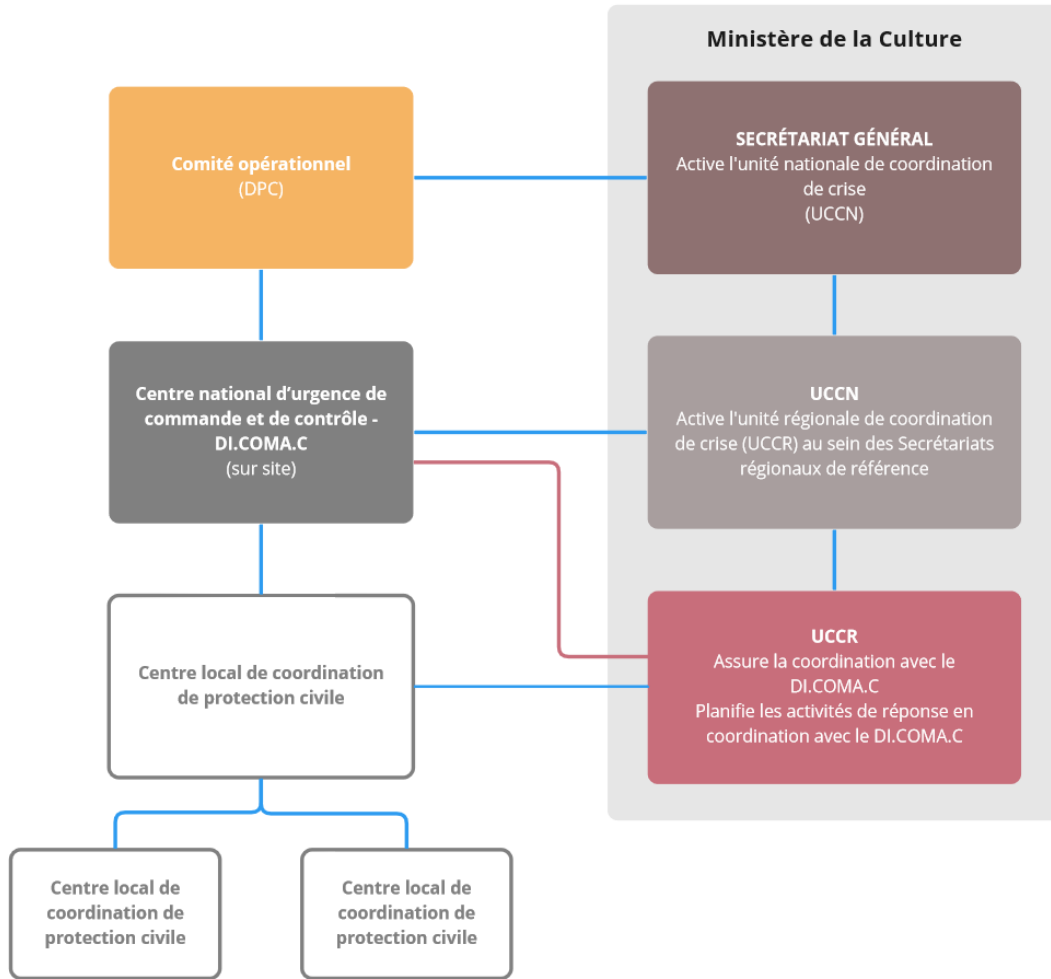 Ministère de la Culture
Comité opérationnel
(DPC)
SECRÉTARIAT GÉNÉRAL
Active l'unité nationale de coordination
de crise
(UCCN)
Centre national d’urgence de
commande et de contrôle -
DI.COMA.C
(sur site)
UCCN
Active l'unité régionale de coordination
de crise (UCCR) au sein des Secrétariats
régionaux de référence
Centre local de coordination
de protection civile
UCCR
Assure la coordination avec le
DI.COMA.C
Planifie les activités de réponse en
coordination avec le DI.COMA.C
Centre local de
coordination de
protection civile
Centre local de
coordination de
protection civile